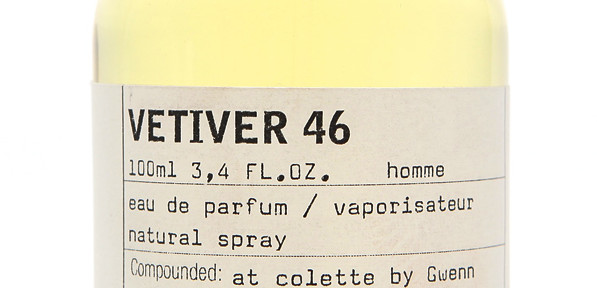 VETIVER 46
100ml 3,4 FL.OZ. homme
eau de parfum / vaporisateur
natural spray
Compounded: at colette by Gwenn